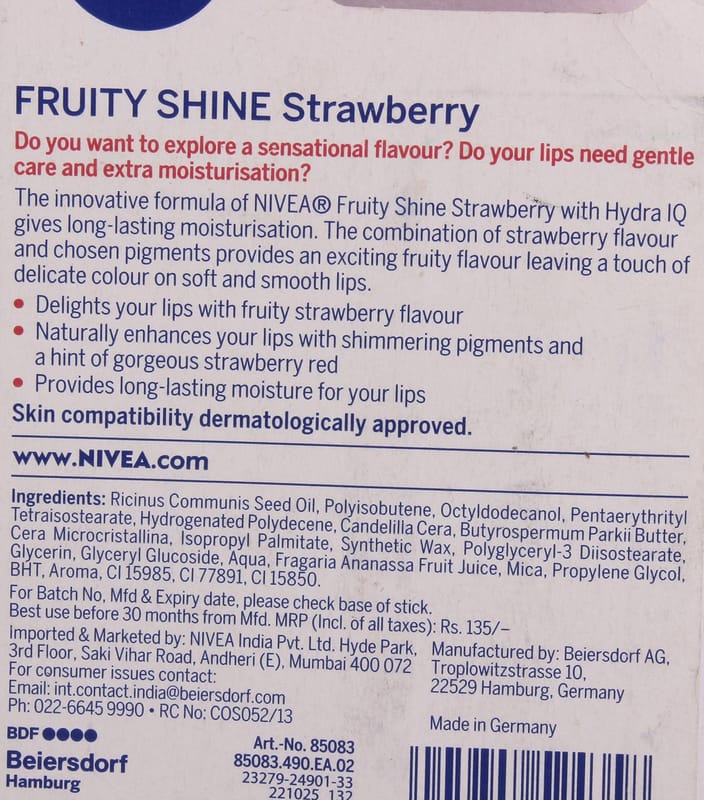 FRUITY SHINE Strawberry
Do you want to explore a sensational flavour? Do your lips need gentle
care and extra moisturisation?
The innovative formula of NIVEA® Fruity Shine Strawberry with Hydra IQ
gives long-lasting moisturisation. The combination of strawberry flavour
and chosen pigments provides an exciting fruity flavour leaving a touch of
delicate colour on soft and smooth lips.
• Delights your lips with fruity strawberry flavour
• Naturally enhances your lips with shimmering pigments and
a hint of gorgeous strawberry red
• Provides long-lasting moisture for your lips
Skin compatibility dermatologically approved.
www.NIVEA.com
Ingredients: Ricinus Communis Seed Oil, Polyisobutene, Octyldodecanol, Pentaerythrityl
Tetraisostearate, Hydrogenated Polydecene, Candelilla Cera, Butyrospermum Parkii Butter,
Cera Microcristallina, Isopropyl Palmitate, Synthetic Wax, Polyglyceryl-3 Diisostearate,
Glycerin, Glyceryl Glucoside, Aqua, Fragaria Ananassa Fruit Juice, Mica, Propylene Glycol,
BHT, Aroma, CI 15985, CI 77891, CI 15850.
For Batch No, Mfd & Expiry date, please check base of stick.
Best use before 30 months from Mfd. MRP (Incl. of all taxes): Rs. 135/–
Imported & Marketed by: NIVEA India Pvt. Ltd. Hyde Park,
3rd Floor, Saki Vihar Road, Andheri (E), Mumbai 400 072
For consumer issues contact:
Email: int.contact.india@beiersdorf.com
Ph: 022-6645 9990 • RC No: COS052/13
Manufactured by: Beiersdorf AG,
Troplowitzstrasse 10,
22529 Hamburg, Germany
Made in Germany
BDF
Beiersdorf
Hamburg
Art.-No. 85083
85083.490.EA.02
23279-24901-33
221025 132